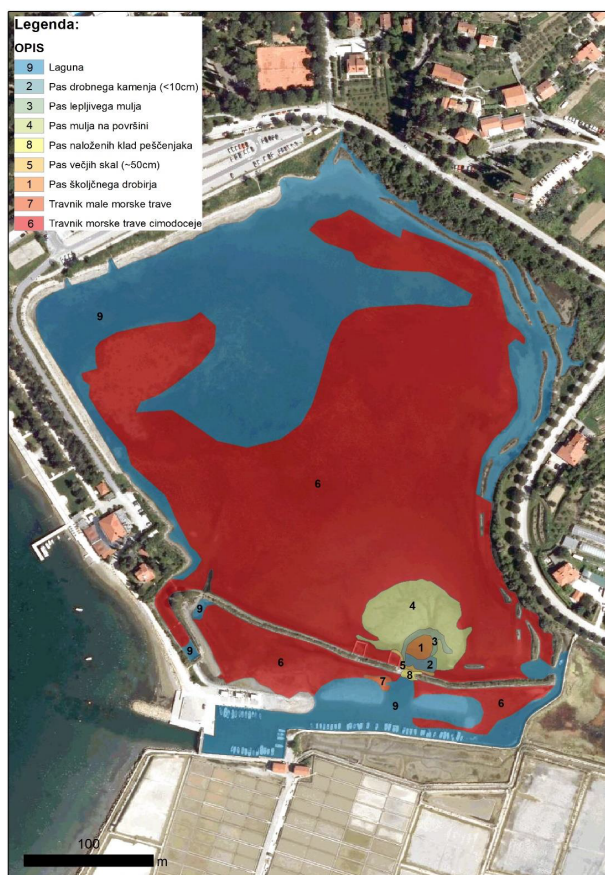 Legenda:
OPIS
9 Laguna
2 Pas drobnega kamenja (<10cm)
3 Pas lepljivega mulja
4 Pas mulja na površini
8 Pas naloženih klad peščenjaka
5 Pas večjih skal (~50cm)
1 Pas školjčnega drobirja
7 Travnik male morske trave
6 Travnik morske trave cimodoceje
9
6
4
3
1
9
5
2
9
6
8
7
9
6
100
m